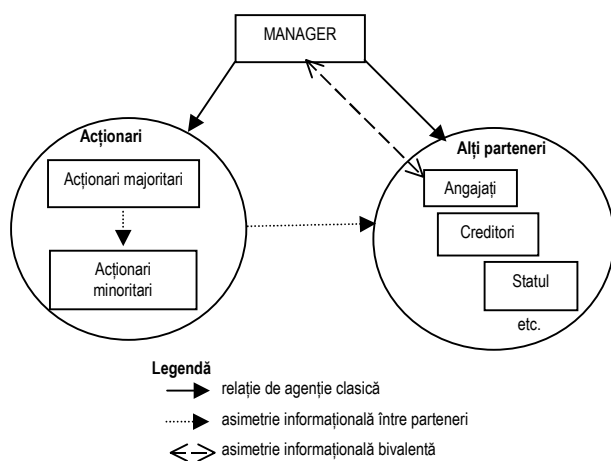 MANAGER
Acționari
Acționari majoritari
Acționari
minoritari
Alți parteneri
Angajați
Creditori
Statul
etc.
Legendă
relație de agenție clasică
asimetrie informațională între parteneri
asimetrie informațională bivalentă